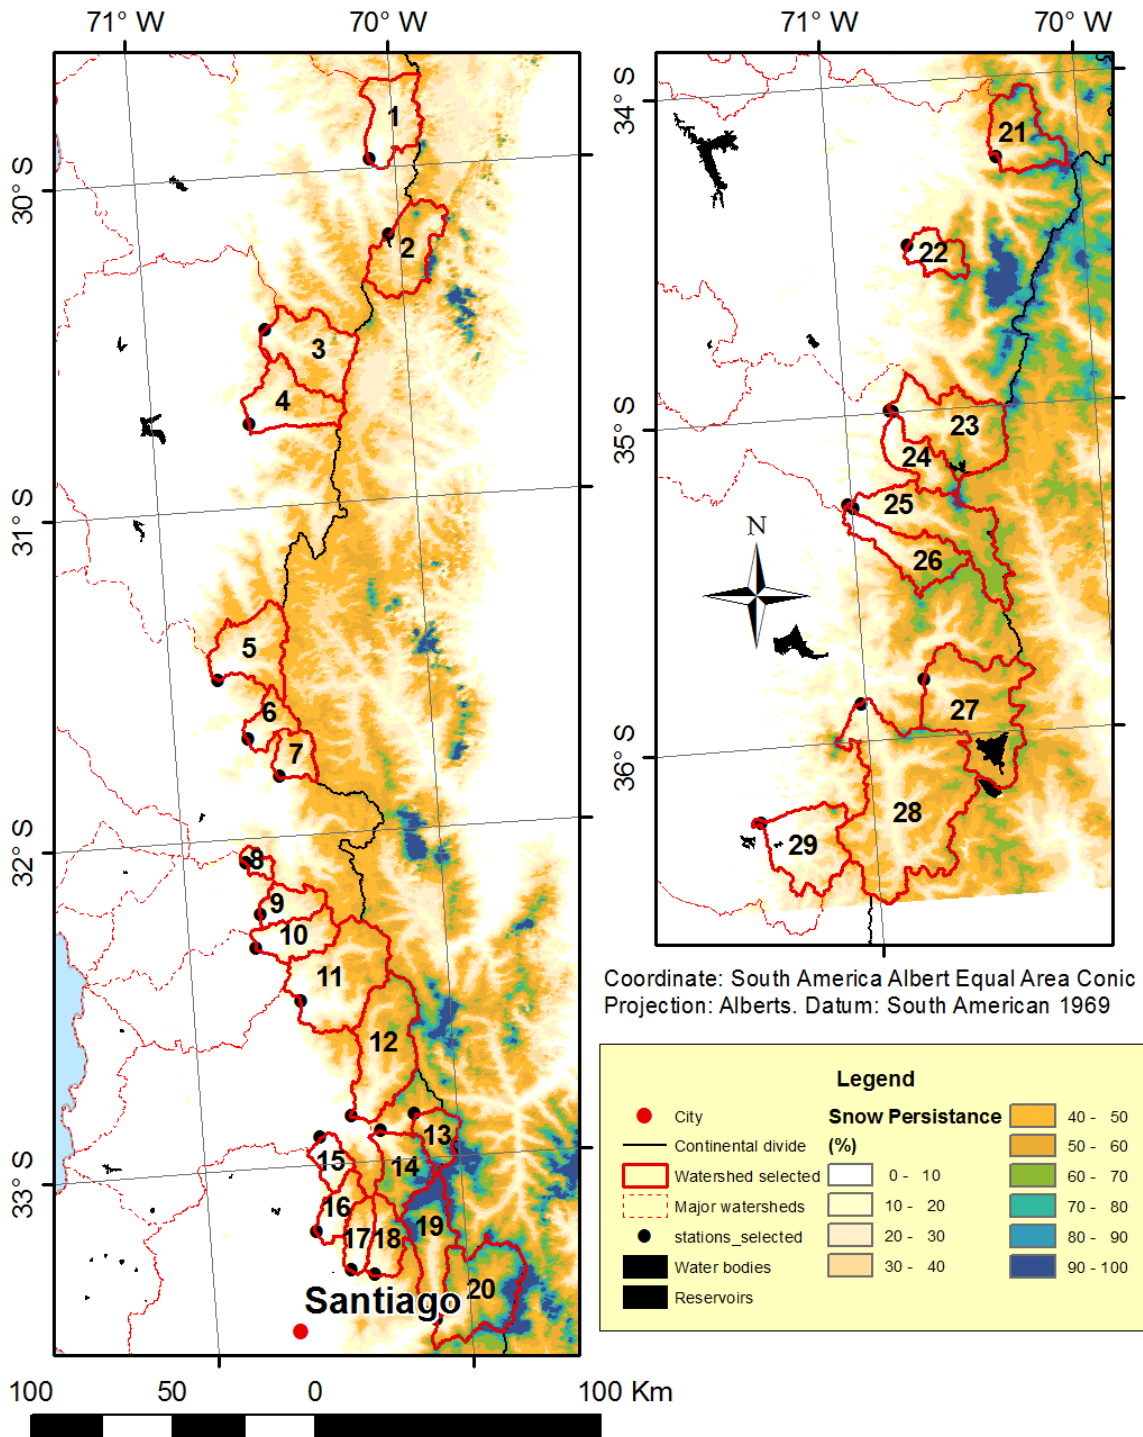 71° W
70° W
30° S
31° S
32° S
33° S
1
2
3
4
5
6
7
8
9
10
11
12
13
14
15
16
17
18
19
20
Santiago
100
50
0
100 Km
71° W
70° W
34° S
35° S
36° S
21
22
23
24
25
26
27
28
29
N
Coordinate: South America Albert Equal Area Conic
Projection: Alberts. Datum: South American 1969
Legend
City
Continental divide
Watershed selected
Major watersheds
stations_selected
Water bodies
Reservoirs
Snow Persistance
(%)
0 - 10
10 - 20
20 - 30
30 - 40
40 - 50
50 - 60
60 - 70
70 - 80
80 - 90
90 - 100